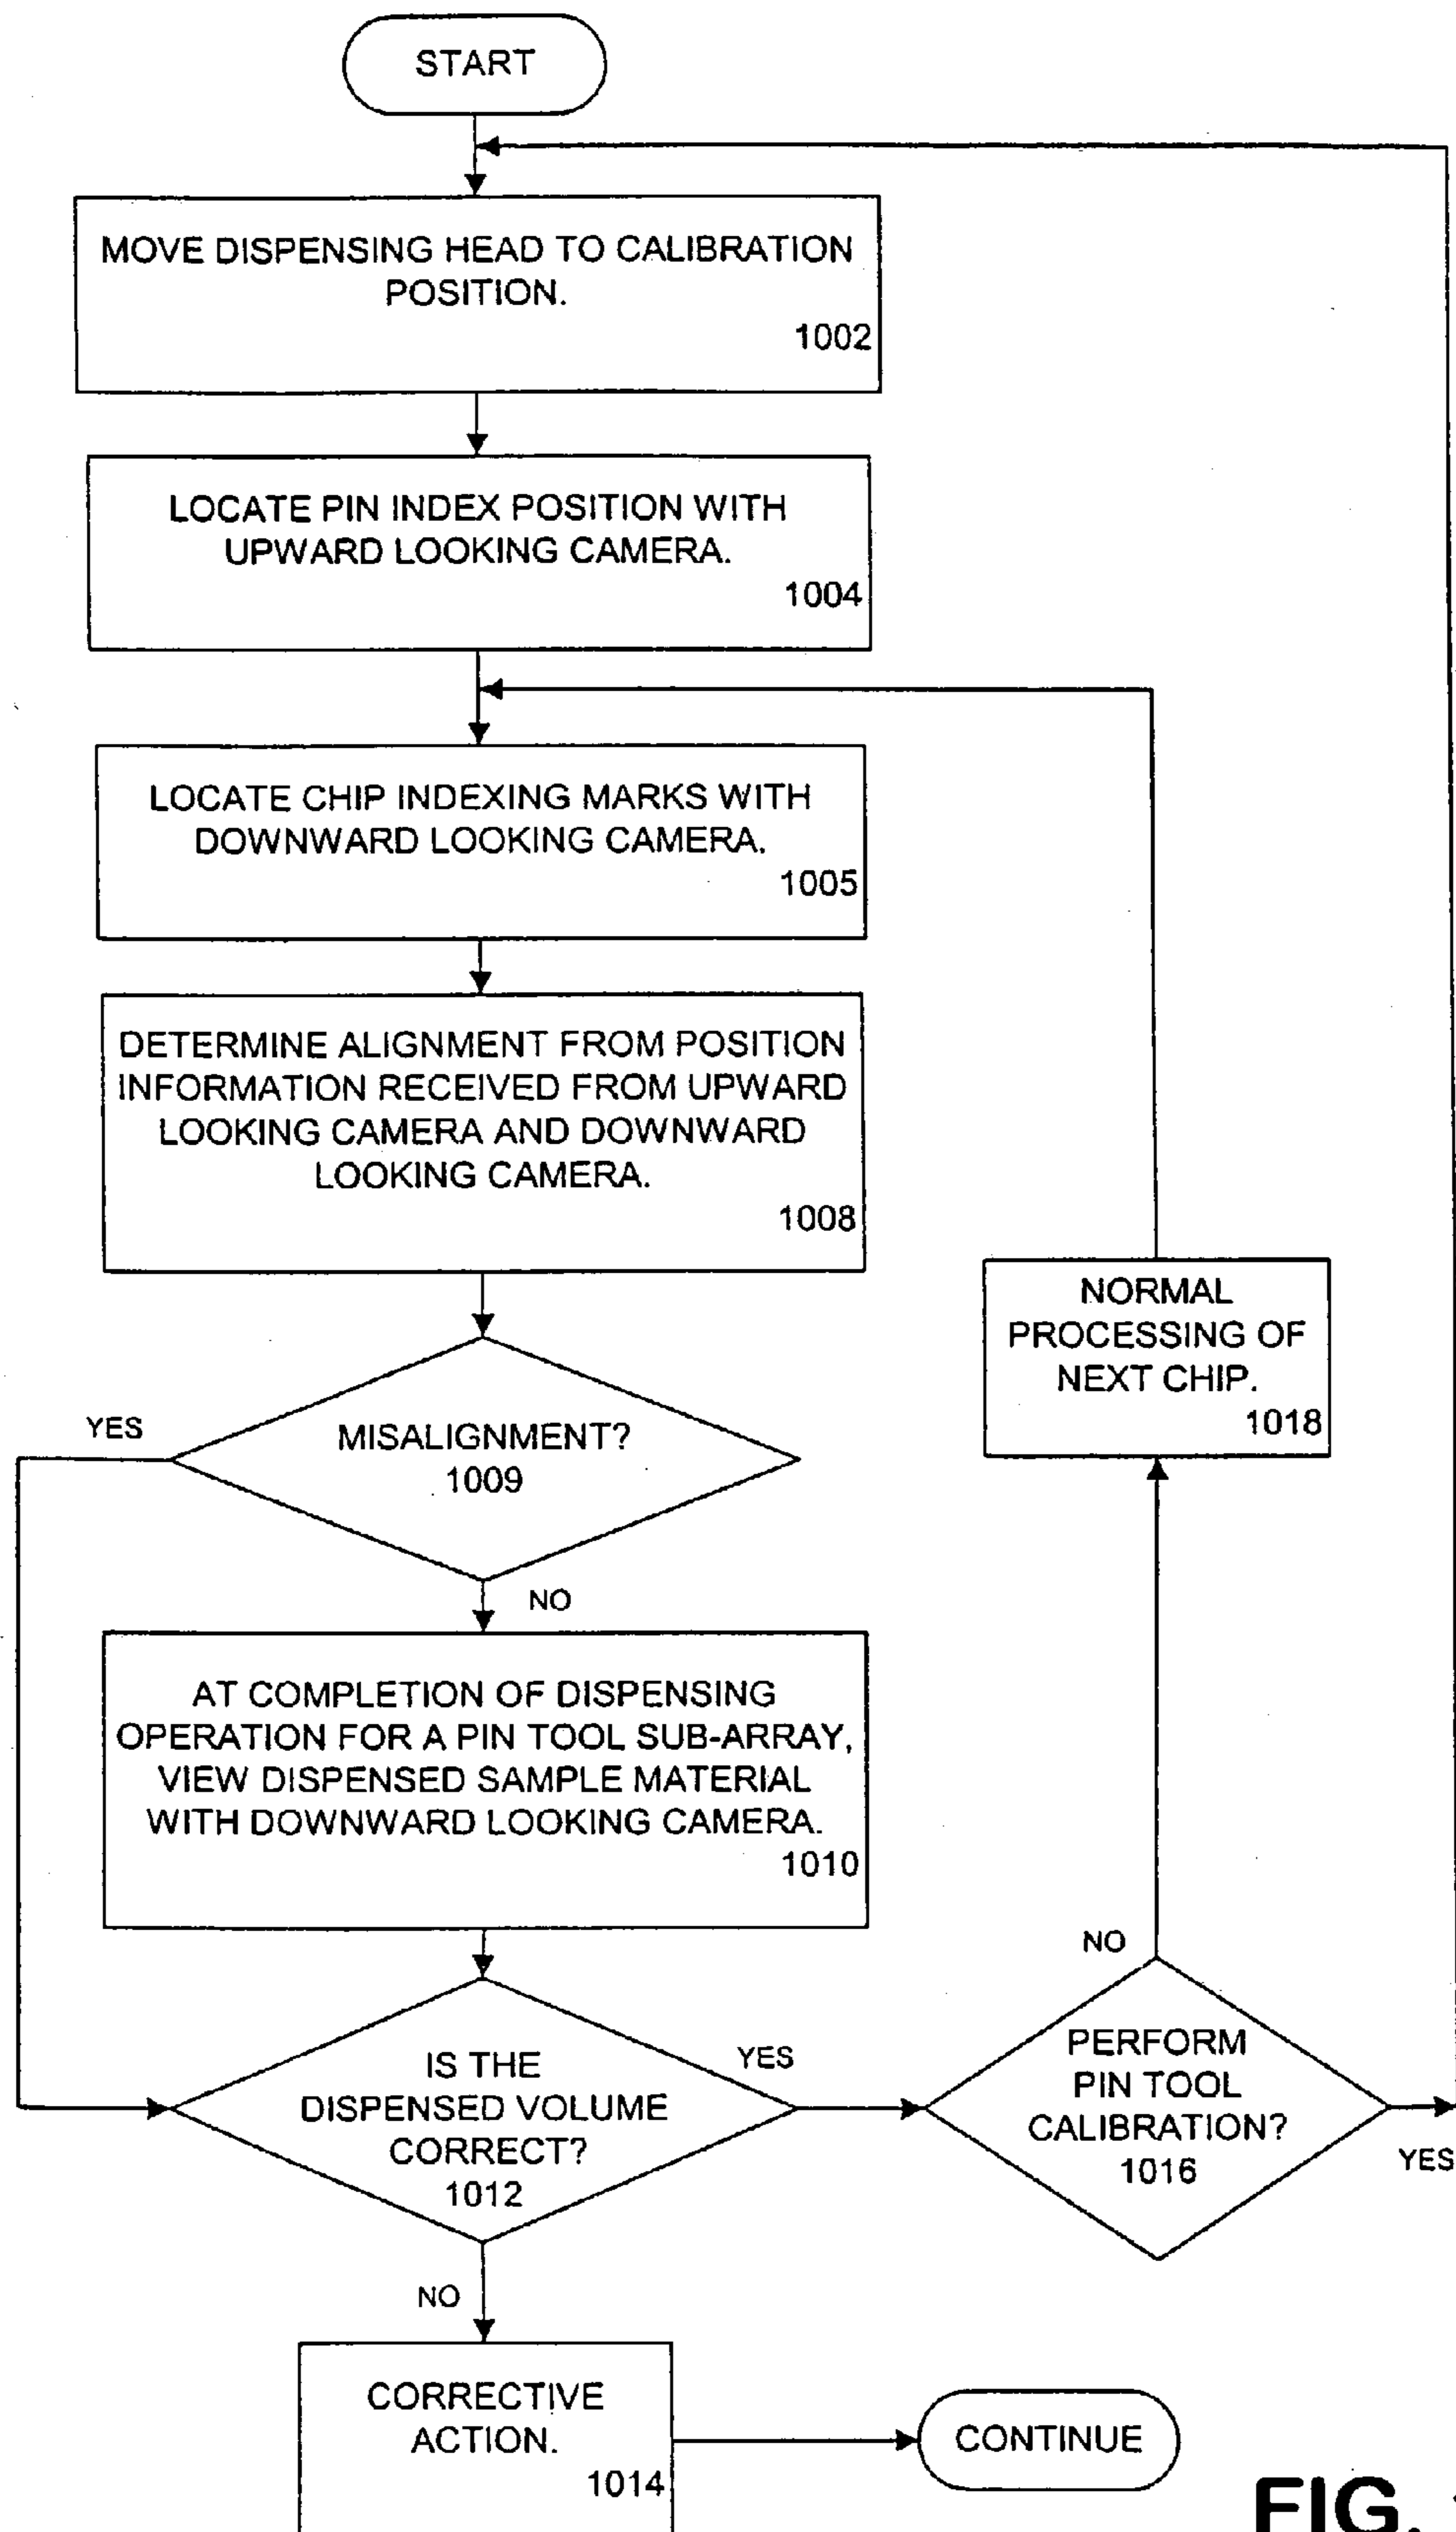 START
MOVE DISPENSING HEAD TO CALIBRATION
POSITION.
1002
LOCATE PIN INDEX POSITION WITH
UPWARD LOOKING CAMERA.
1004
LOCATE CHIP INDEXING MARKS WITH
DOWNWARD LOOKING CAMERA.
1005
DETERMINE ALIGNMENT FROM POSITION
INFORMATION RECEIVED FROM UPWARD
LOOKING CAMERA AND DOWNWARD
LOOKING CAMERA.
1008
NORMAL
PROCESSING OF
NEXT CHIP.
1018
YES
MISALIGNMENT?
1009
NO
AT COMPLETION OF DISPENSING
OPERATION FOR A PIN TOOL SUB-ARRAY,
VIEW DISPENSED SAMPLE MATERIAL
WITH DOWNWARD LOOKING CAMERA.
1010
NO
IS THE
DISPENSED VOLUME
CORRECT?
1012
YES
PERFORM
PIN TOOL
CALIBRATION?
1016
YES
NO
CORRECTIVE
ACTION.
1014
CONTINUE
FIG.